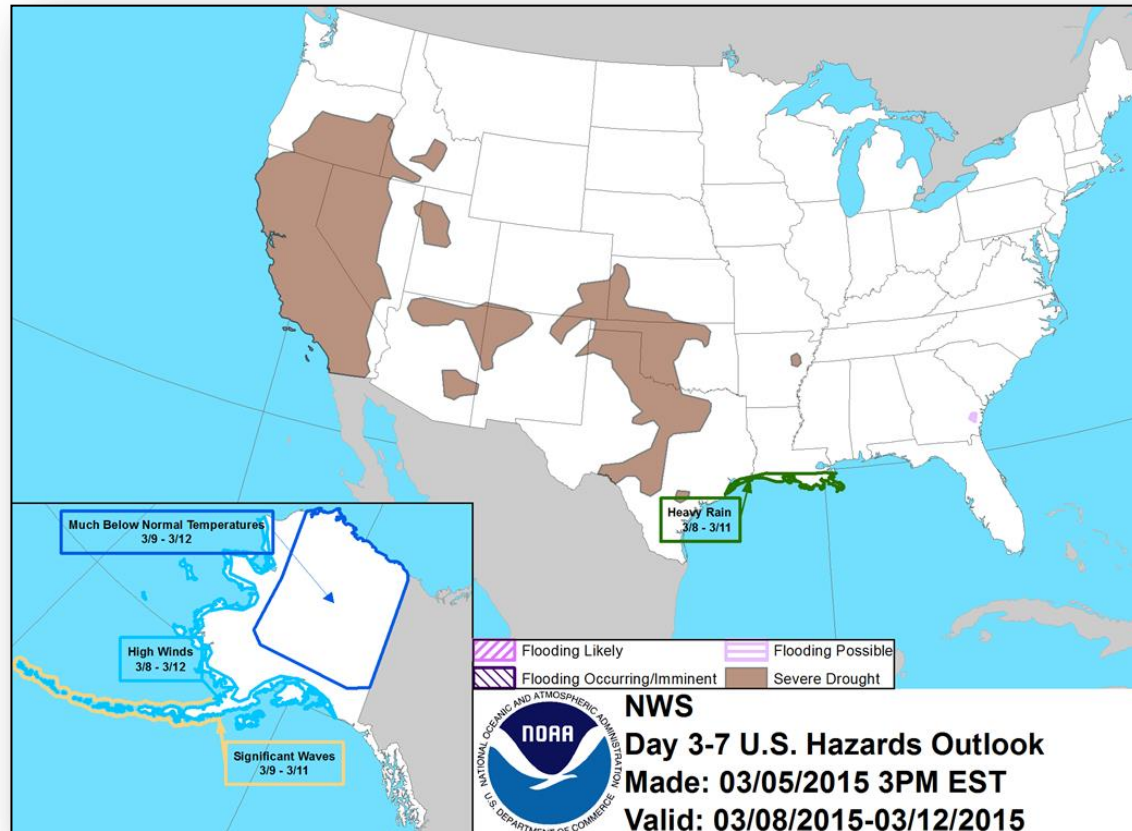 Heavy Rain
3/8 - 3/11
Much Below Normal Temperatures
3/9 - 3/12
High Winds
3/8 - 3/12
Significant Waves
3/9 - 3/11
Flooding Likely
Flooding Possible
Flooding Occurring/Imminent
Severe Drought
NATIONAL OCEANIC AND ATMOSPHERIC ADMINISTRATION
NOAA
U.S. DEPARTMENT OF COMMERCE
NWS
Day 3-7 U.S. Hazards Outlook
Made: 03/05/2015 3PM EST
Valid: 03/08/2015-03/12/2015